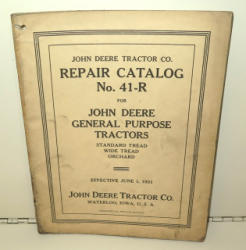 JOHN DEERE TRACTOR CO.
REPAIR CATALOG
No. 41-R
FOR
JOHN DEERE
GENERAL PURPOSE
TRACTORS
STANDARD TREAD
WIDE TREAD
ORCHARD
EFFECTIVE JUNE 1, 1931
JOHN DEERE TRACTOR CO.
WATERLOO, IOWA, U. S. A.